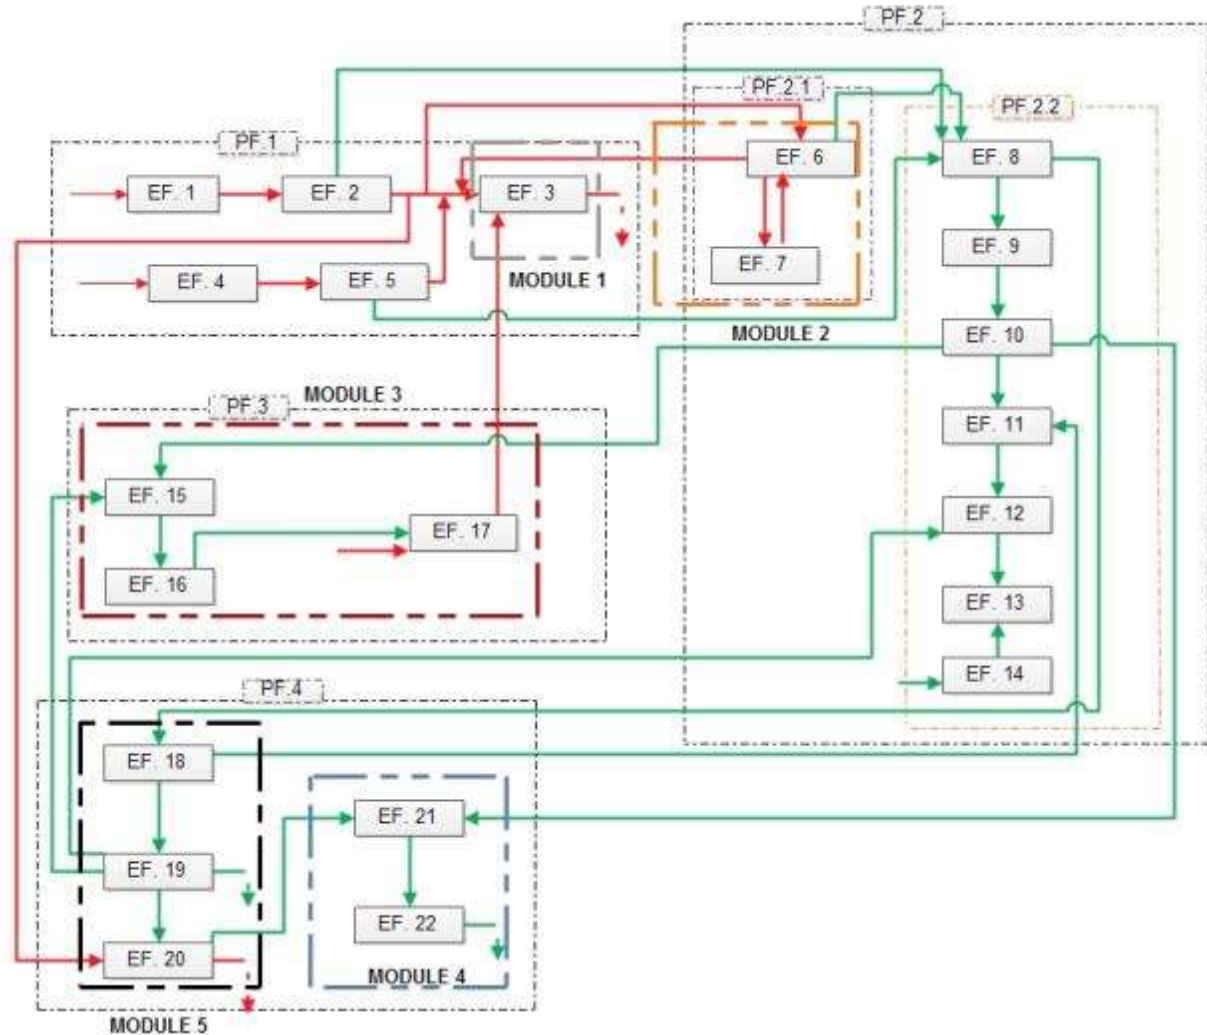 PF.2
PF.2.1
PF.2.2
PF.1
EF. 6
EF. 8
EF. 1
EF. 2
EF. 3
EF. 9
EF. 7
EF. 4
EF. 5
MODULE 1
MODULE 2
EF. 10
MODULE 3
PF.3
EF. 11
EF. 15
EF. 12
EF. 17
EF. 16
EF. 13
EF. 14
PF.4
EF. 18
EF. 21
EF. 19
EF. 22
EF. 20
MODULE 4
MODULE 5